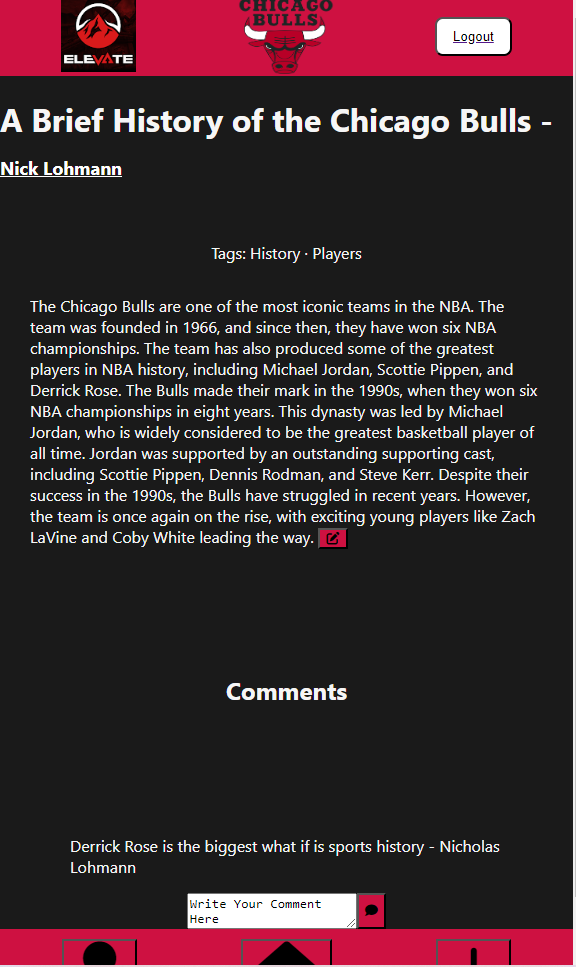 ELEVATE
CHICAGO
BULLS
Logout
A Brief History of the Chicago Bulls -
Nick Lohmann
Tags: History · Players
The Chicago Bulls are one of the most iconic teams in the NBA. The
team was founded in 1966, and since then, they have won six NBA
championships. The team has also produced some of the greatest
players in NBA history, including Michael Jordan, Scottie Pippen, and
Derrick Rose. The Bulls made their mark in the 1990s, when they won six
NBA championships in eight years. This dynasty was led by Michael
Jordan, who is widely considered to be the greatest basketball player of
all time. Jordan was supported by an outstanding supporting cast,
including Scottie Pippen, Dennis Rodman, and Steve Kerr. Despite their
success in the 1990s, the Bulls have struggled in recent years. However,
the team is once again on the rise, with exciting young players like Zach
LaVine and Coby White leading the way.
Comments
Derrick Rose is the biggest what if is sports history - Nicholas
Lohmann
Write Your Comment
Here